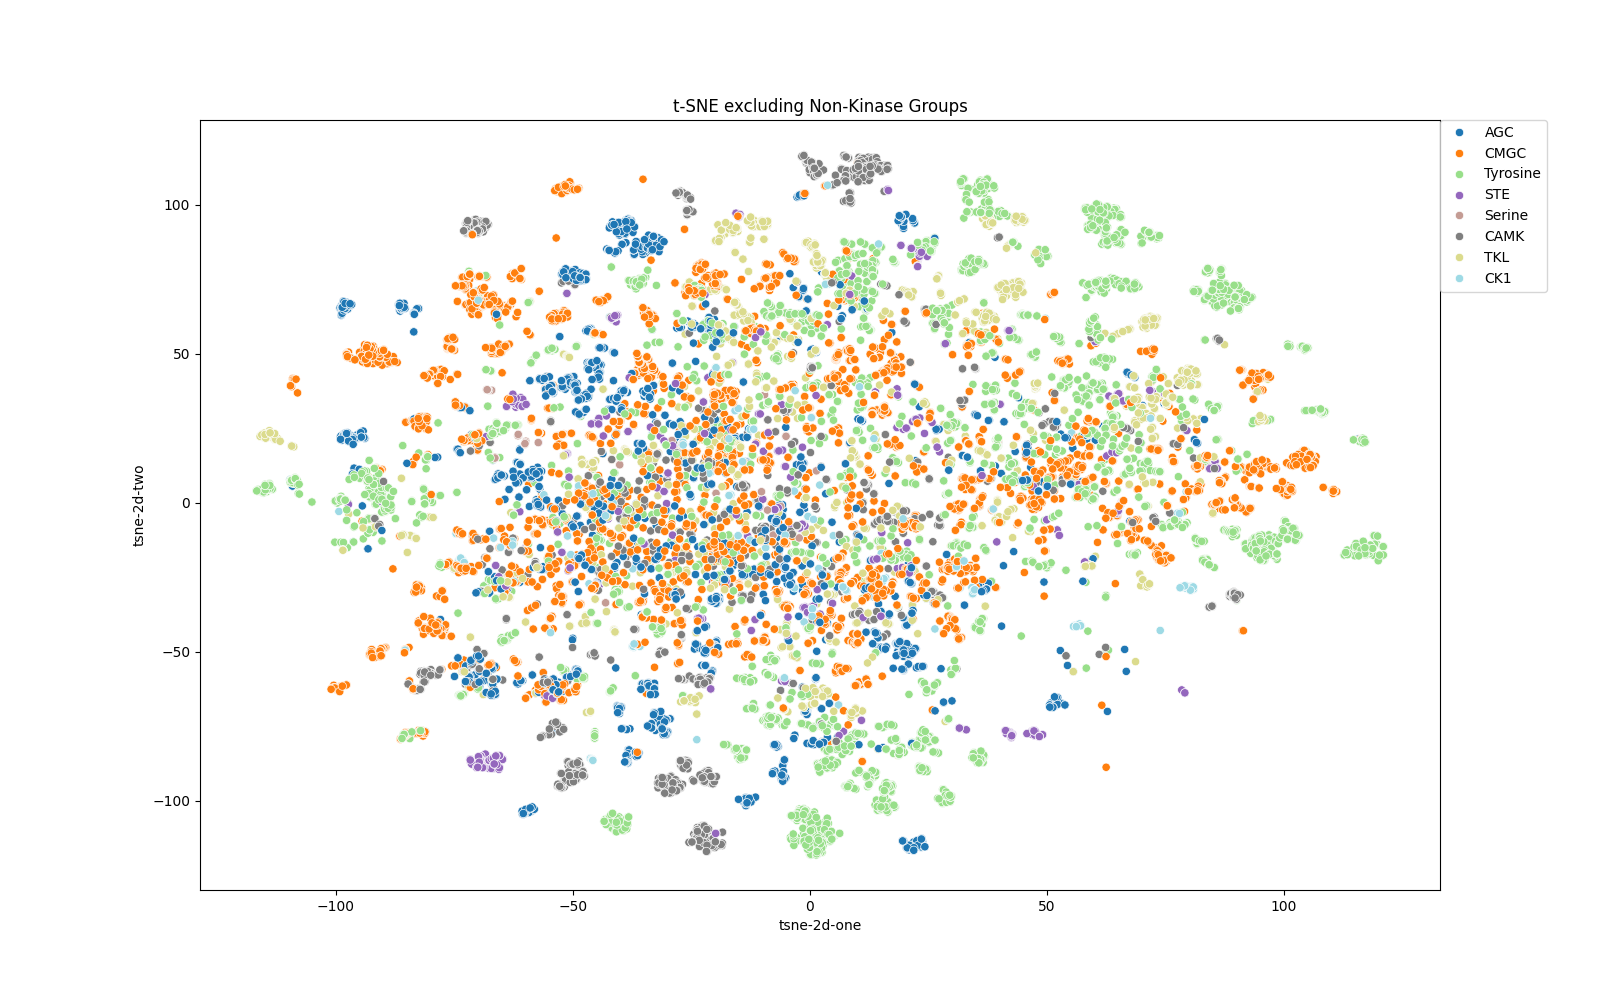 t-SNE excluding Non-Kinase Groups
AGC
CMGC
Tyrosine
STE
Serine
CAMK
TKL
CK1
100
50
0
−50
−100
tsne-2d-two
−100
−50
0
50
100
tsne-2d-one